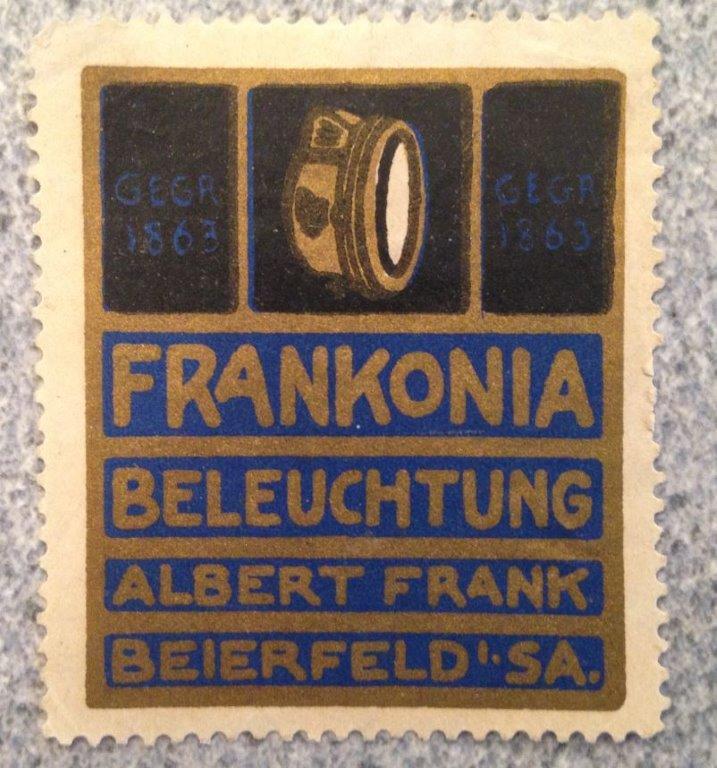 GEGR
1863
GEGR
1863
FRANKONIA
BELEUCHTUNG
ALBERT FRANK
BEIERFELD I. SA.